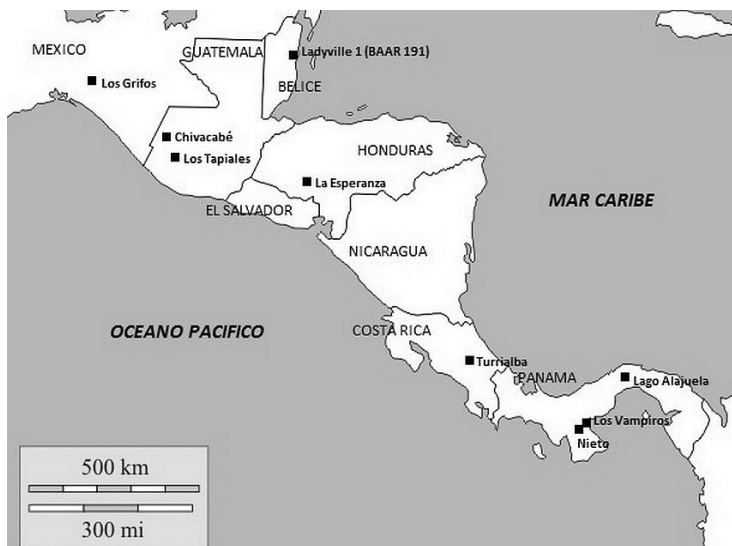 MEXICO
GUATEMALA
Ladyville 1 (BAAR 191)
Los Grifos
BELICE
Chivacabé
Los Tapiales
HONDURAS
La Esperanza
EL SALVADOR
MAR CARIBE
NICARAGUA
OCEANO PACIFICO
COSTA RICA
Turrialba
PANAMA
Lago Alajuela
Los Vampiros
Nieto
500 km
300 mi